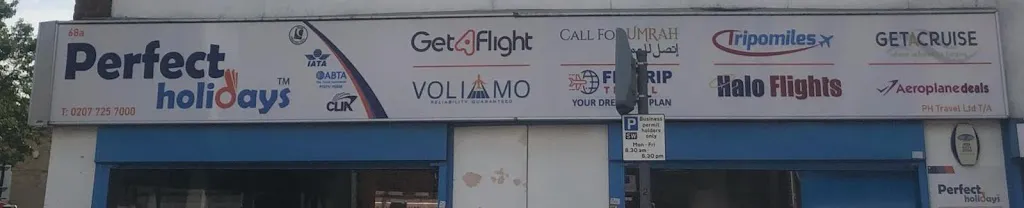 68a
Perfect
holidays
TM
T: 0207 725 7000
IATA
ABTA
CLIA
Get4Flight
VOLIAMO
RELIABILITY GUARANTEED
CALL FOR UMRAH
YOUR DRE PLAN
Tripomiles
Halo Flights
GETACRUISE
Aeroplanedeals
PH Travel Ltd T/A
P
SW
Business
permit
holders
only
Mon - Fri
8.30 am -
6.30 pm
Perfect
holidays